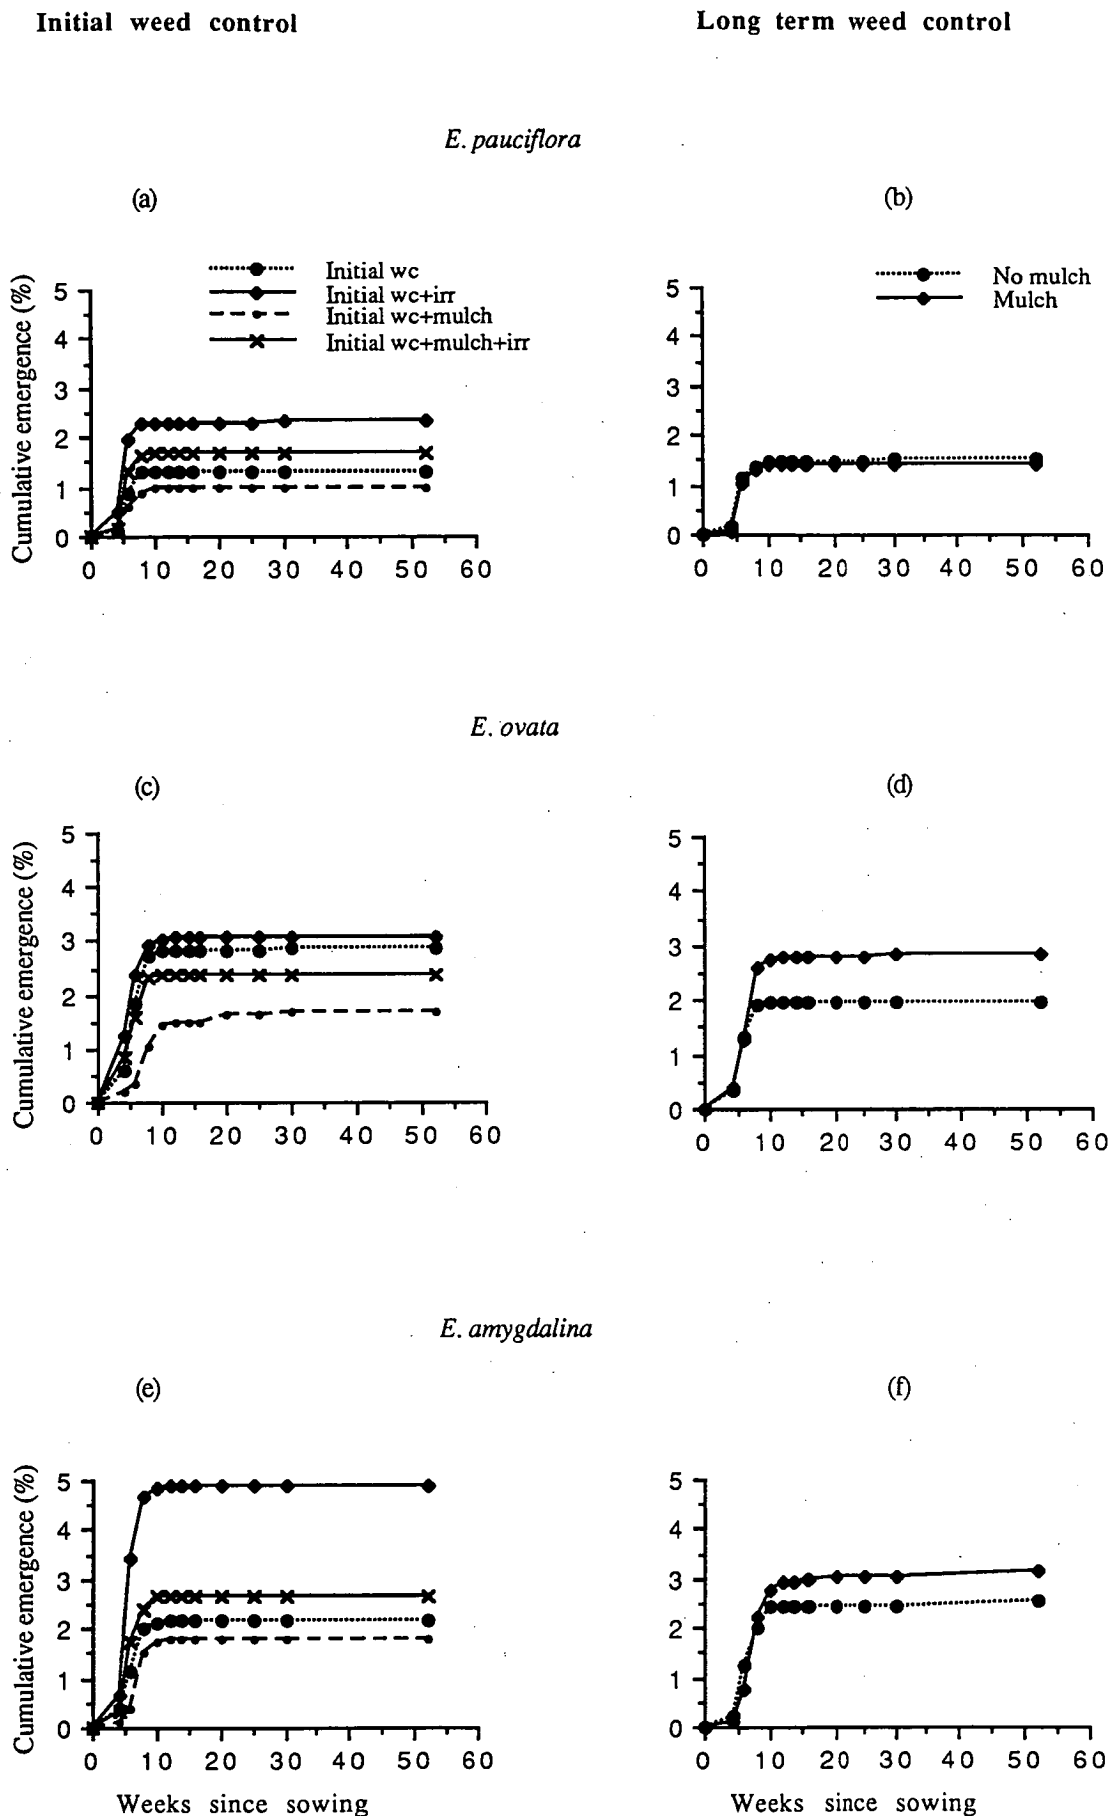 Initial weed control
Long term weed control
E. pauciflora
(a)
(b)
Initial wc
Initial wc+irr
Initial wc+mulch
Initial wc+mulch+irr
No mulch
Mulch
Cumulative emergence (%)
5
4
3
2
1
0
0 10 20 30 40 50 60
5
4
3
2
1
0
0 10 20 30 40 50 60
E. ovata
(c)
(d)
Cumulative emergence (%)
5
4
3
2
1
0
0 10 20 30 40 50 60
5
4
3
2
1
0
0 10 20 30 40 50 60
E. amygdalina
(e)
(f)
Cumulative emergence (%)
5
4
3
2
1
0
0 10 20 30 40 50 60
Weeks since sowing
5
4
3
2
1
0
0 10 20 30 40 50 60
Weeks since sowing